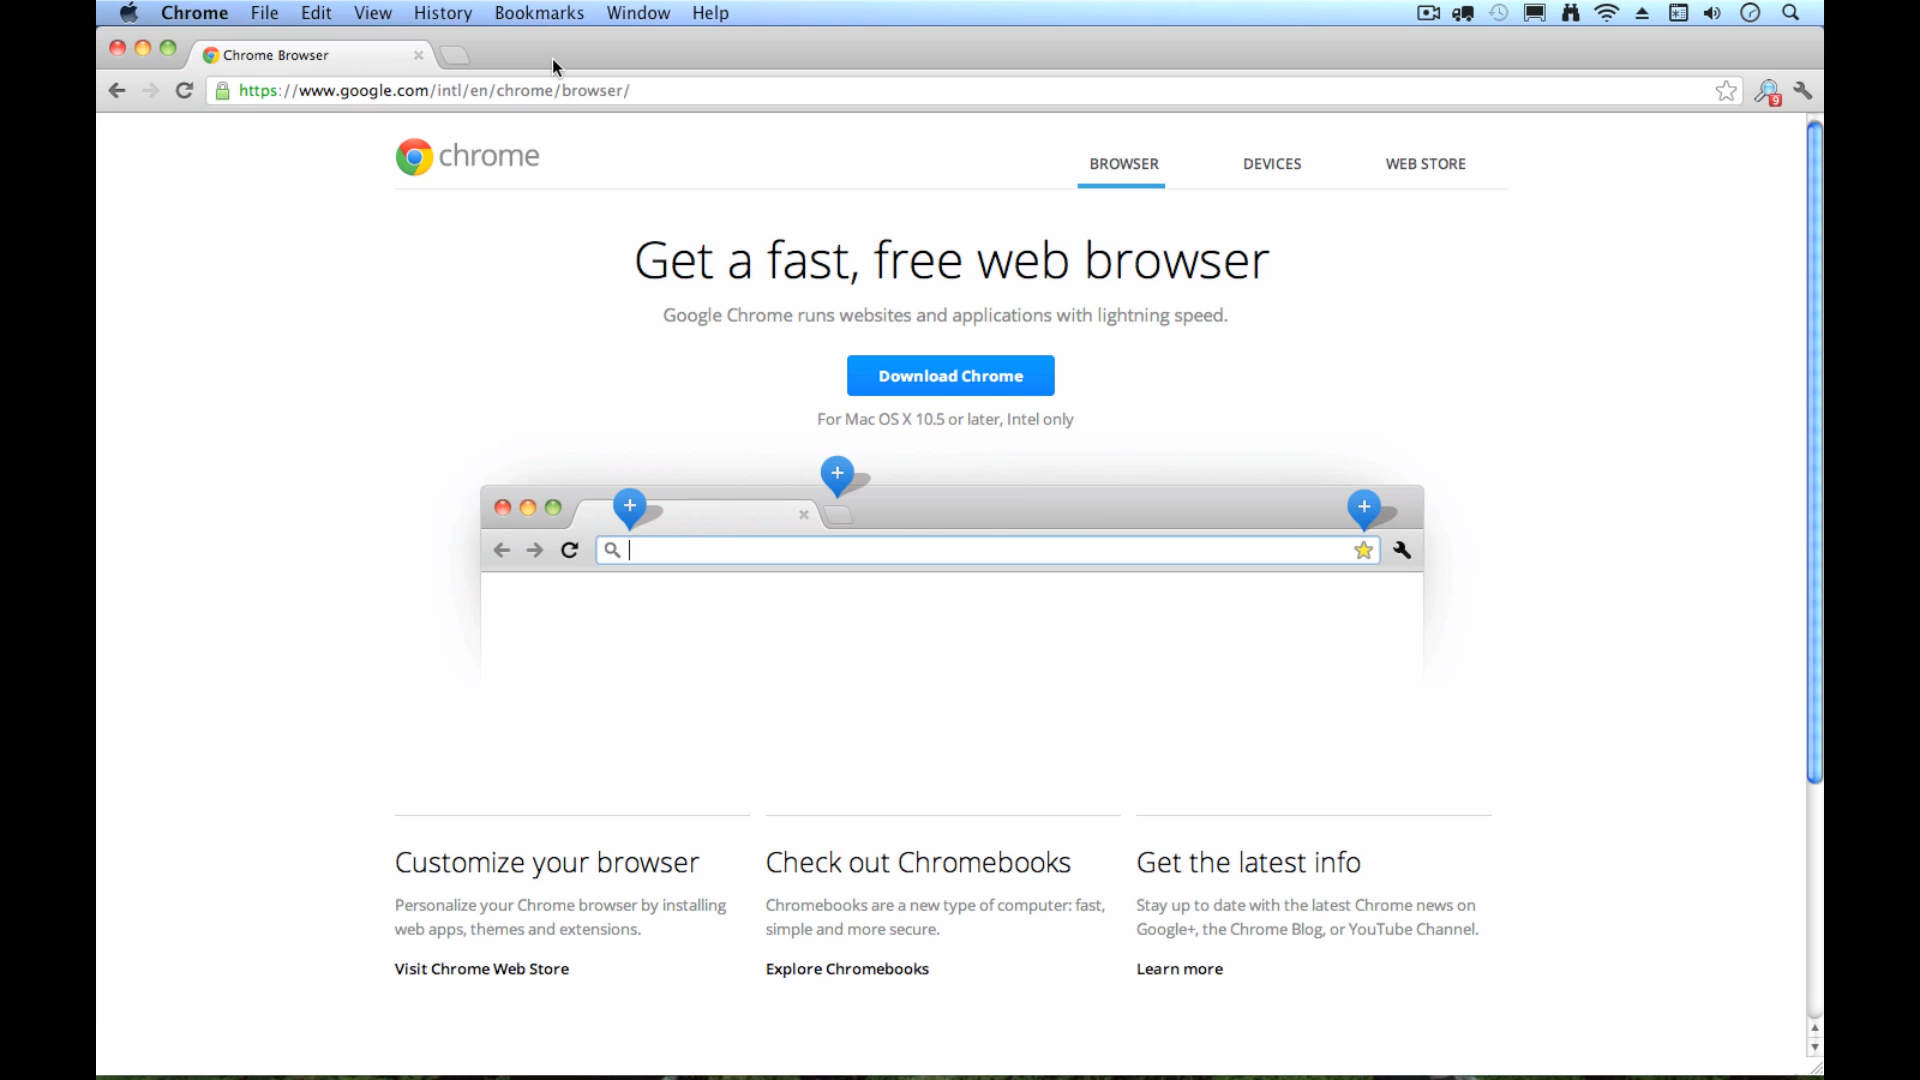 Chrome File Edit View History Bookmarks Window Help
Chrome Browser
https://www.google.com/intl/en/chrome/browser/
9
chrome
BROWSER DEVICES WEB STORE
Get a fast, free web browser
Google Chrome runs websites and applications with lightning speed.
Download Chrome
For Mac OS X 10.5 or later, Intel only
Customize your browser
Personalize your Chrome browser by installing
web apps, themes and extensions.
Visit Chrome Web Store
Check out Chromebooks
Chromebooks are a new type of computer: fast,
simple and more secure.
Explore Chromebooks
Get the latest info
Stay up to date with the latest Chrome news on
Google+, the Chrome Blog, or YouTube Channel.
Learn more